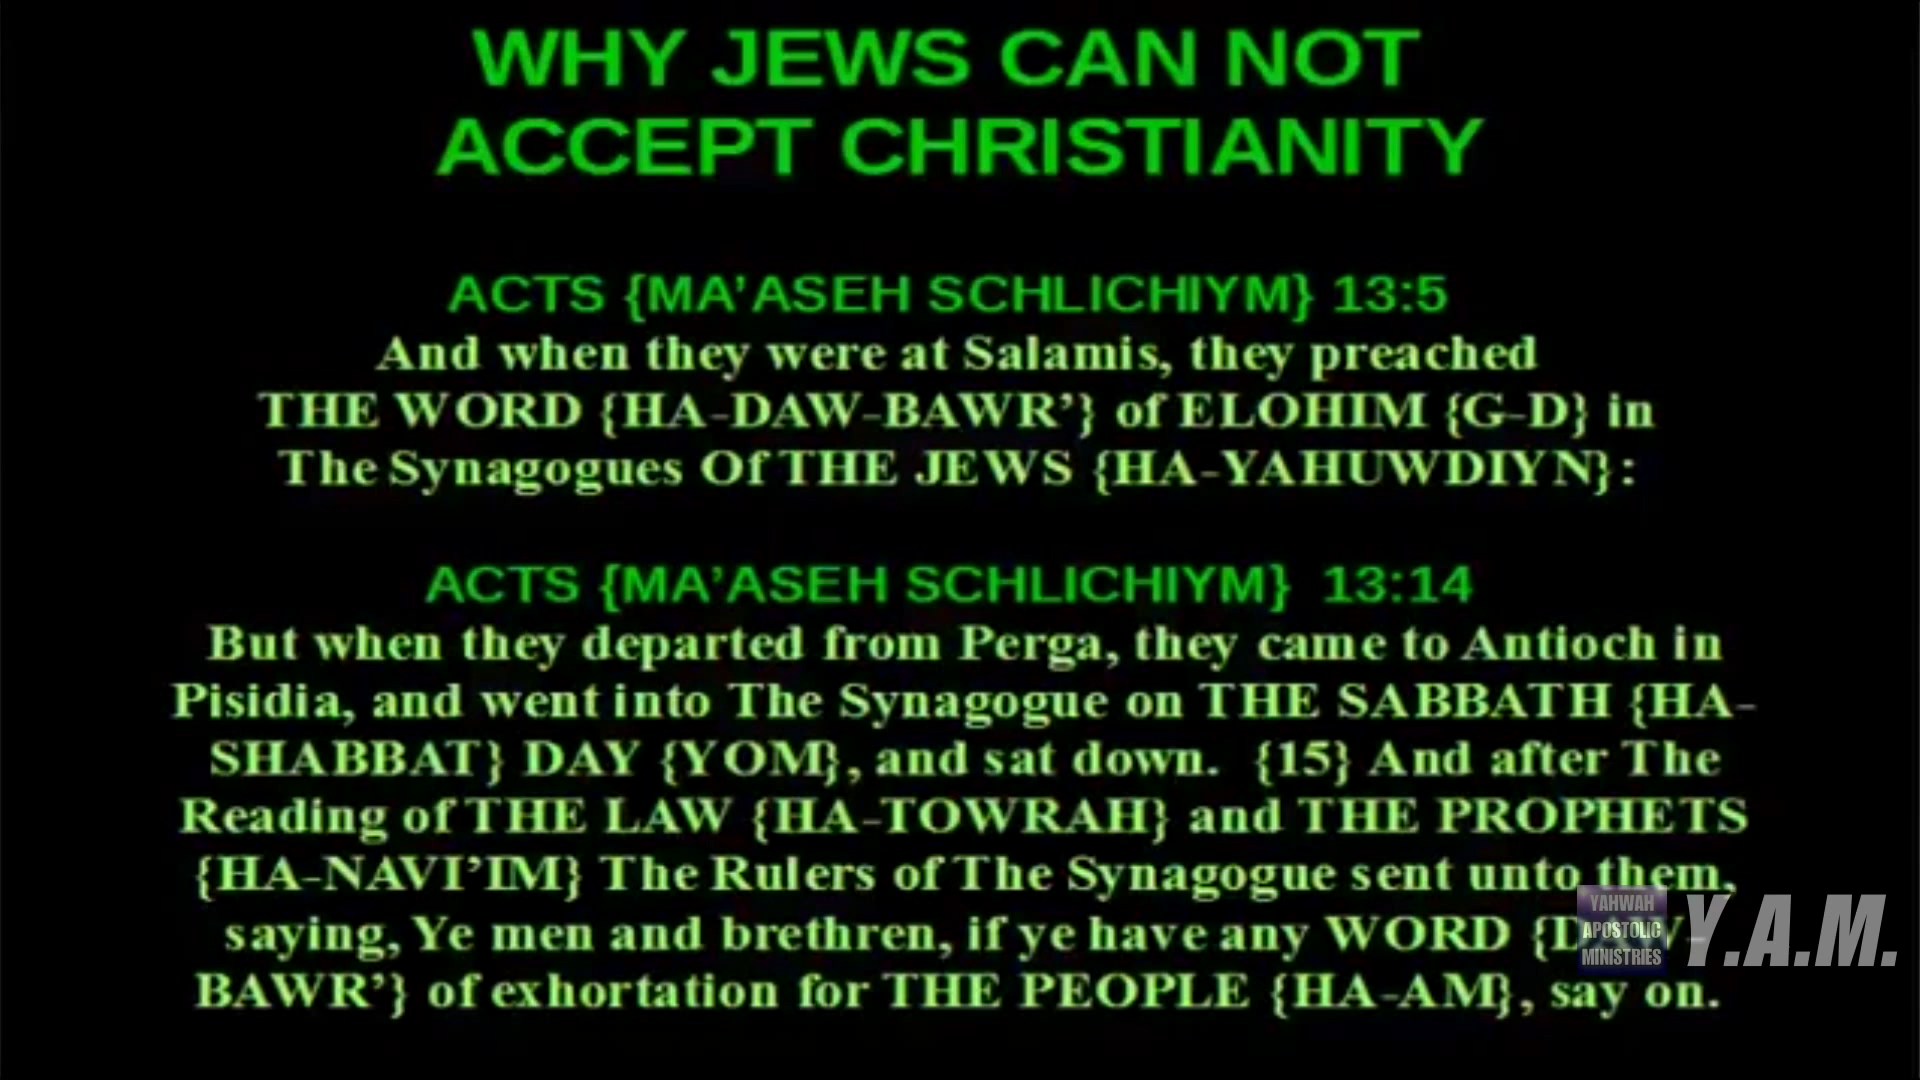 WHY JEWS CAN NOT
ACCEPT CHRISTIANITY
ACTS {MA’ASEH SCHLICHIYM} 13:5
And when they were at Salamis, they preached
THE WORD {HA-DAW-BAWR’} of ELOHIM {G-D} in
The Synagogues Of THE JEWS {HA-YAHUWDIYN}:
ACTS {MA’ASEH SCHLICHIYM} 13:14
But when they departed from Perga, they came to Antioch in
Pisidia, and went into The Synagogue on THE SABBATH {HA-
SHABBAT} DAY {YOM}, and sat down. {15} And after The
Reading of THE LAW {HA-TOWRAH} and THE PROPHETS
{HA-NAVI’IM} The Rulers of The Synagogue sent unto them,
saying, Ye men and brethren, if ye have any WORD {DAW-
BAWR’} of exhortation for THE PEOPLE {HA-AM}, say on.
YAHWAH
APOSTOLIC
MINISTRIES
Y.A.M.